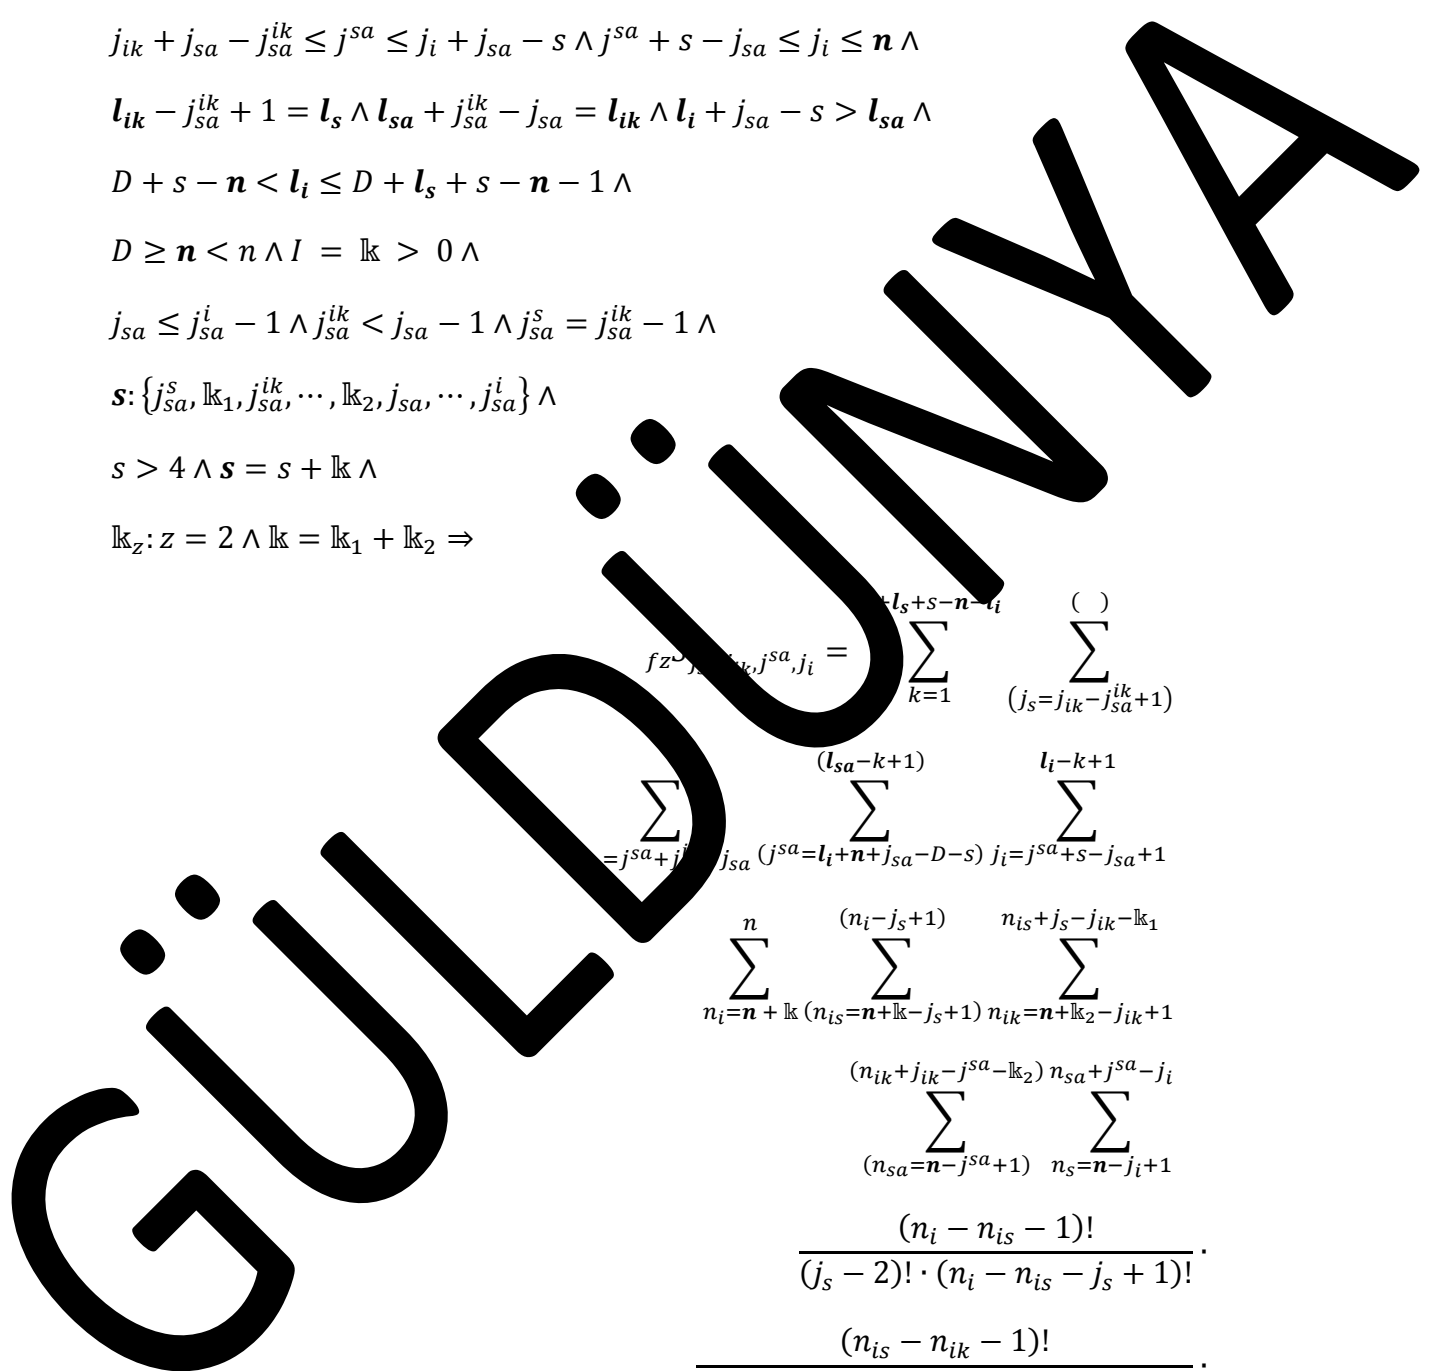 j_{ik} + j_{sa} − j_{sa}^{ik} ≤ j^{sa} ≤ j_i + j_{sa} − s ∧ j^{sa} + s − j_{sa} ≤ j_i ≤ n ∧
l_{ik} − j_{sa}^{ik} + 1 = l_s ∧ l_{sa} + j_{sa}^{ik} − j_{sa} = l_{ik} ∧ l_i + j_{sa} − s > l_{sa} ∧
D + s − n < l_i ≤ D + l_s + s − n − 1 ∧
D ≥ n < n ∧ I = 𝕜 > 0 ∧
j_{sa} ≤ j_{sa}^{i} − 1 ∧ j_{sa}^{ik} < j_{sa} − 1 ∧ j_{sa}^{s} = j_{sa}^{ik} − 1 ∧
s: {j_{sa}^{s}, 𝕜_1, j_{sa}^{ik}, ⋯ , 𝕜_2, j_{sa}, ⋯ , j_{sa}^{i}} ∧
s > 4 ∧ s = s + 𝕜 ∧
𝕜_z: z = 2 ∧ 𝕜 = 𝕜_1 + 𝕜_2 ⇒
+l_s+s−n−l_i ( )
fz , j^{sa}, j_i = ∑ ∑
k=1 (j_s=j_{ik}−j_{sa}^{ik}+1)
(l_{sa}−k+1) l_i−k+1
∑ ∑ ∑
=j^{sa}+ j_{sa} (j^{sa}=l_i+n+j_{sa}−D−s) j_i=j^{sa}+s−j_{sa}+1
n (n_i−j_s+1) n_{is}+j_s−j_{ik}−𝕜_1
∑ ∑ ∑
n_i=n+𝕜 (n_{is}=n+𝕜−j_s+1) n_{ik}=n+𝕜_2−j_{ik}+1
(n_{ik}+j_{ik}−j^{sa}−𝕜_2) n_{sa}+j^{sa}−j_i
∑ ∑
(n_{sa}=n−j^{sa}+1) n_s=n−j_i+1
(n_i − n_{is} − 1)!
(j_s − 2)! · (n_i − n_{is} − j_s + 1)! ·
(n_{is} − n_{ik} − 1)! ·
GÜLDÜNYA